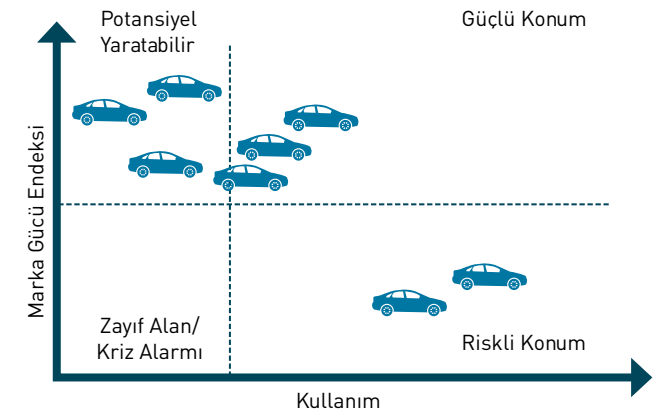 Potansiyel
Yaratabilir
Güçlü Konum
Marka Gücü Endeksi
Zayıf Alan/
Kriz Alarmı
Riskli Konum
Kullanım